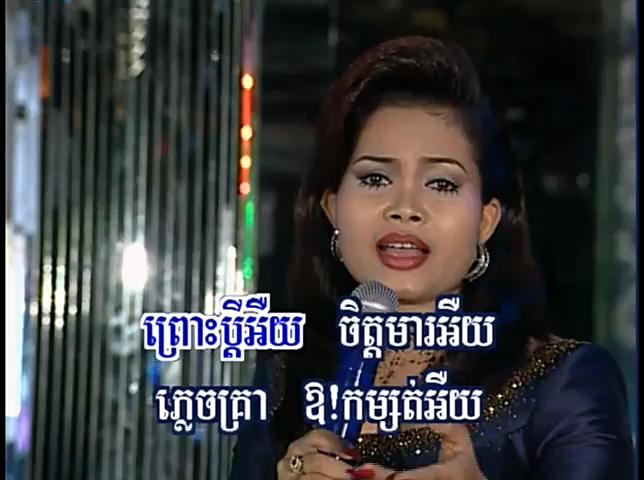 ព្រោះប្ដីអឺយ ចិត្តមារអឺយ
ភ្លេចគ្រា ឱ!កម្សត់អឺយ